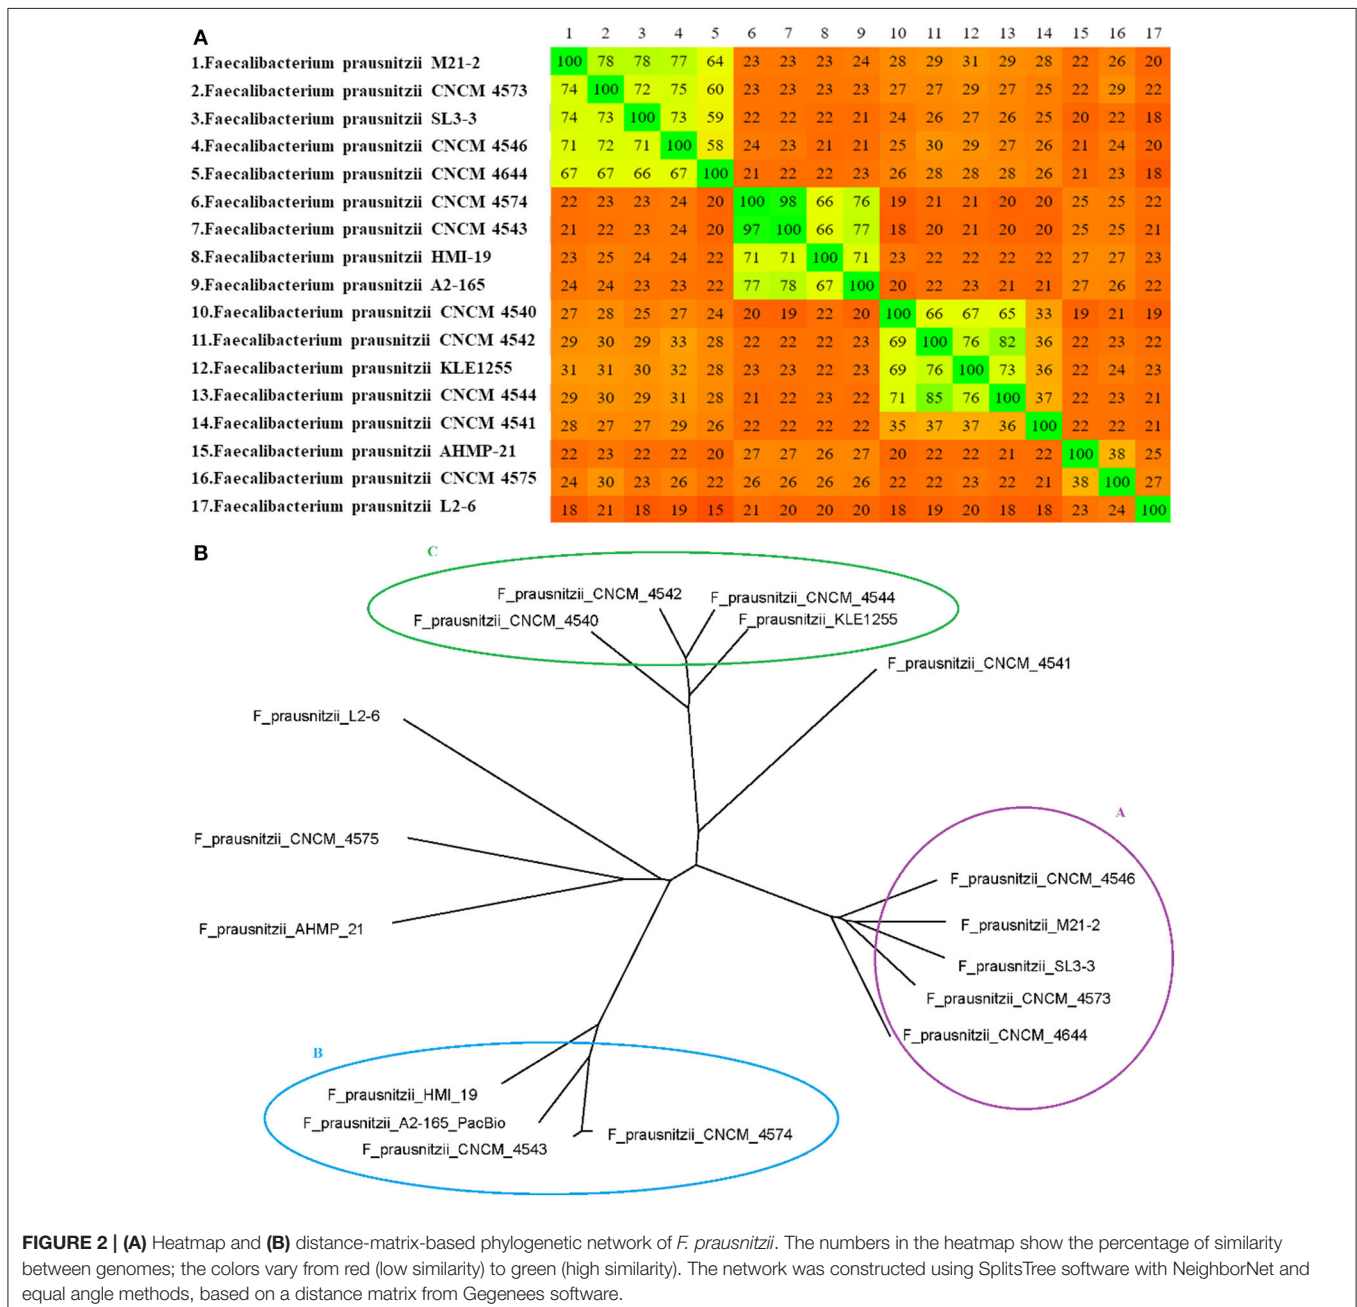 A
1 2 3 4 5 6 7 8 9 10 11 12 13 14 15 16 17
1.Faecalibacterium prausnitzii M21-2 100 78 78 77 64 23 23 23 24 28 29 31 29 28 22 26 20
2.Faecalibacterium prausnitzii CNCM 4573 74 100 72 75 60 23 23 23 23 27 27 29 27 25 22 29 22
3.Faecalibacterium prausnitzii SL3-3 74 73 100 73 59 22 22 22 21 24 26 27 26 25 20 22 18
4.Faecalibacterium prausnitzii CNCM 4546 71 72 71 100 58 24 23 21 21 25 30 29 27 26 21 24 20
5.Faecalibacterium prausnitzii CNCM 4644 67 67 66 67 100 21 22 22 23 26 28 28 28 26 21 23 18
6.Faecalibacterium prausnitzii CNCM 4574 22 23 23 24 20 100 98 66 76 19 21 21 20 20 25 25 22
7.Faecalibacterium prausnitzii CNCM 4543 21 22 23 24 20 97 100 66 77 18 20 21 20 20 25 25 21
8.Faecalibacterium prausnitzii HMI-19 23 25 24 24 22 71 71 100 71 23 22 22 22 22 27 27 23
9.Faecalibacterium prausnitzii A2-165 24 24 23 23 22 77 78 67 100 20 22 23 21 21 27 26 22
10.Faecalibacterium prausnitzii CNCM 4540 27 28 25 27 24 20 19 22 20 100 66 67 65 33 19 21 19
11.Faecalibacterium prausnitzii CNCM 4542 29 30 29 33 28 22 22 22 23 69 100 76 82 36 22 23 22
12.Faecalibacterium prausnitzii KLE1255 31 31 30 32 28 23 23 22 23 69 76 100 73 36 22 24 23
13.Faecalibacterium prausnitzii CNCM 4544 29 30 29 31 28 21 22 23 22 71 85 76 100 37 22 23 21
14.Faecalibacterium prausnitzii CNCM 4541 28 27 27 29 26 22 22 22 22 35 37 37 36 100 22 22 21
15.Faecalibacterium prausnitzii AHMP-21 22 23 22 22 20 27 27 26 27 20 22 22 21 22 100 38 25
16.Faecalibacterium prausnitzii CNCM 4575 24 30 23 26 22 26 26 26 26 22 22 23 22 21 38 100 27
17.Faecalibacterium prausnitzii L2-6 18 21 18 19 15 21 20 20 20 18 19 20 18 18 23 24 100
B
C
F_prausnitzii_CNCM_4542
F_prausnitzii_CNCM_4544
F_prausnitzii_CNCM_4540
F_prausnitzii_KLE1255
F_prausnitzii_CNCM_4541
F_prausnitzii_L2-6
A
F_prausnitzii_CNCM_4575
F_prausnitzii_CNCM_4546
F_prausnitzii_M21-2
F_prausnitzii_AHMP_21
F_prausnitzii_SL3-3
F_prausnitzii_CNCM_4573
F_prausnitzii_CNCM_4644
B
F_prausnitzii_HMI_19
F_prausnitzii_A2-165_PacBio
F_prausnitzii_CNCM_4574
F_prausnitzii_CNCM_4543
FIGURE 2 | (A) Heatmap and (B) distance-matrix-based phylogenetic network of F. prausnitzii. The numbers in the heatmap show the percentage of similarity
between genomes; the colors vary from red (low similarity) to green (high similarity). The network was constructed using SplitsTree software with NeighborNet and
equal angle methods, based on a distance matrix from Gegenees software.